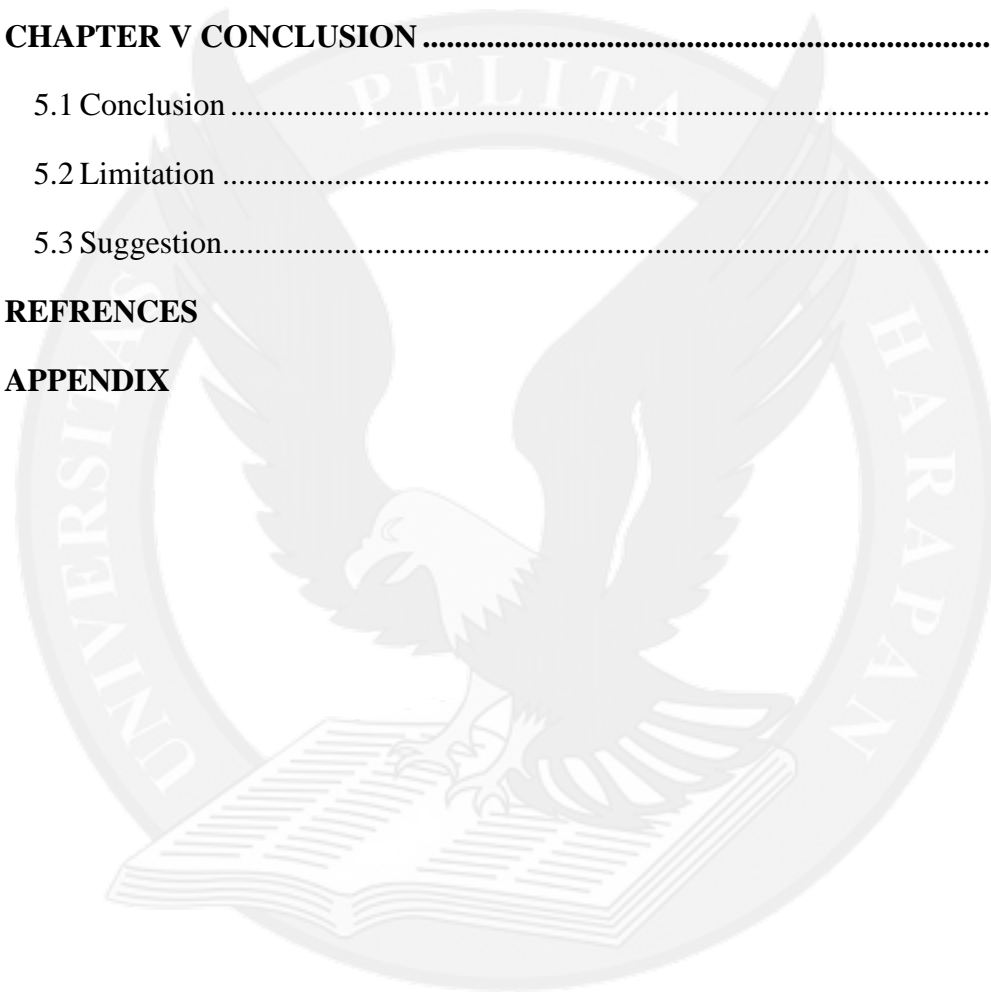 CHAPTER V CONCLUSION ........................................................................
5.1 Conclusion .........................................................................................................
5.2 Limitation ..........................................................................................................
5.3 Suggestion..........................................................................................................
REFRENCES
APPENDIX
UNIVERSITAS PELITA HARAPAN